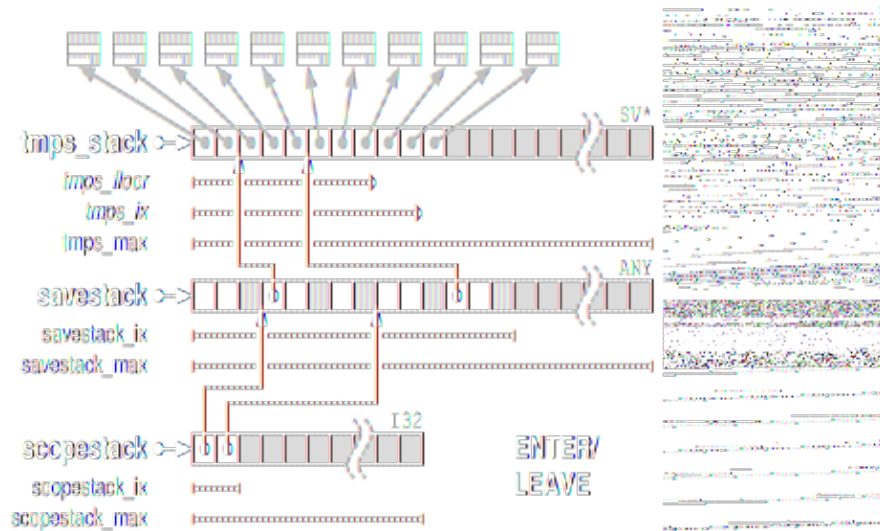 SV*
tmps_stack
tmps_floor
tmps_ix
tmps_max
ANY
savestack
savestack_ix
savestack_max
I32
scopestack
ENTER/
LEAVE
scopestack_ix
scopestack_max